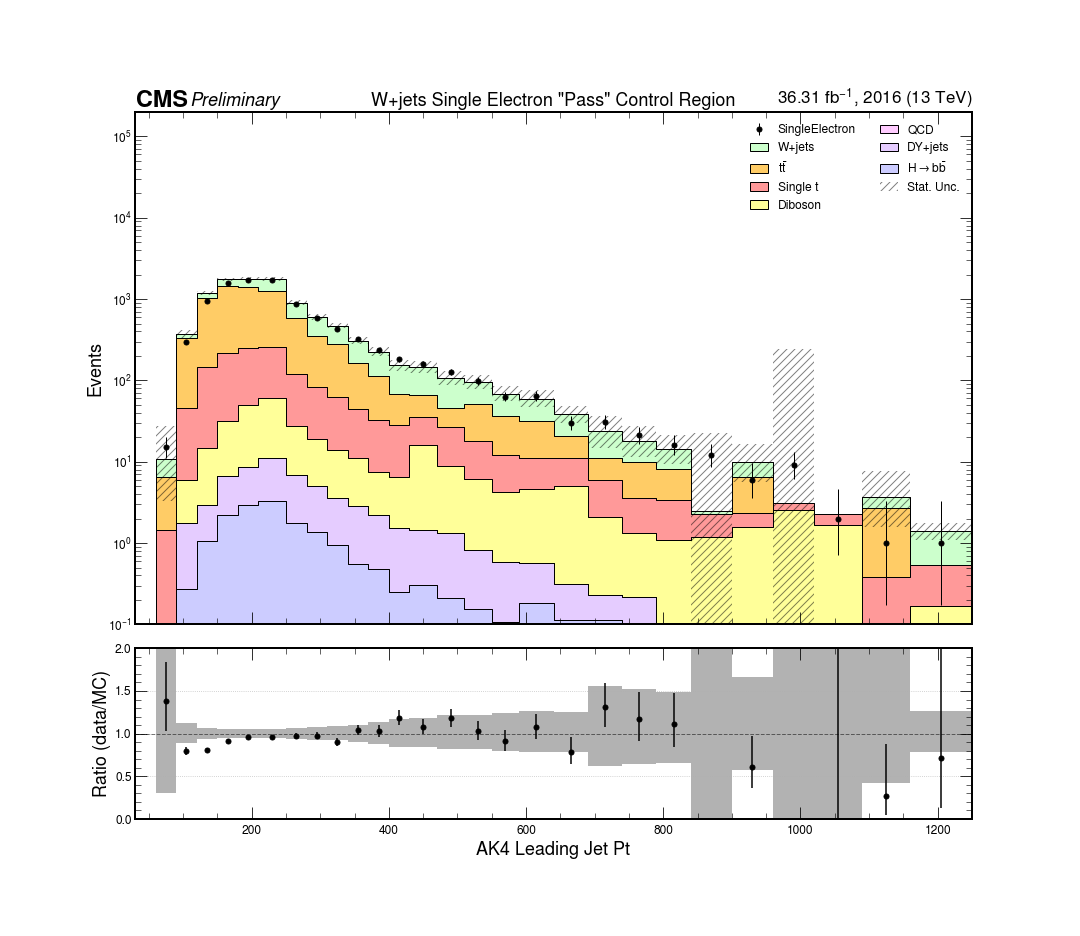 CMS Preliminary W+jets Single Electron "Pass" Control Region 36.31 fb⁻¹, 2016 (13 TeV)
SingleElectron
W+jets
tt̄
Single t
Diboson
QCD
DY+jets
H→bb̄
Stat. Unc.
Events
10⁵
10⁴
10³
10²
10¹
10⁰
10⁻¹
Ratio (data/MC)
2.0
1.5
1.0
0.5
0.0
200 400 600 800 1000 1200
AK4 Leading Jet Pt